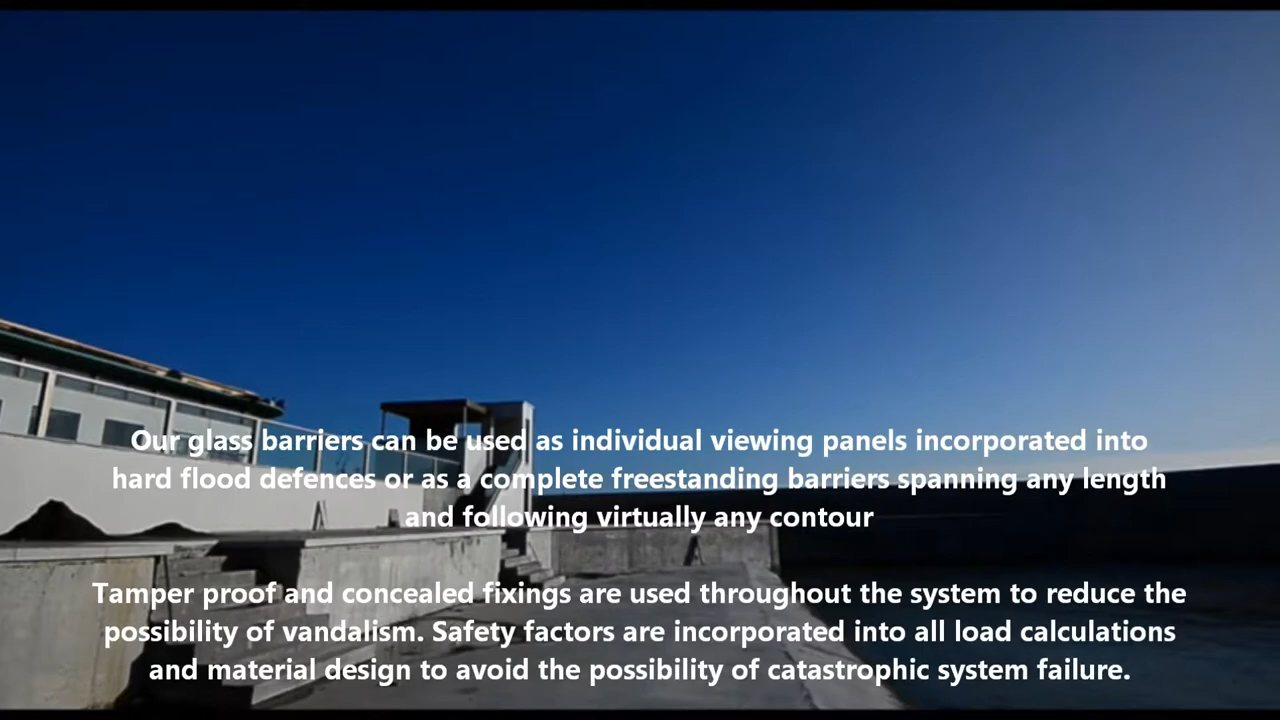 Our glass barriers can be used as individual viewing panels incorporated into
hard flood defences or as a complete freestanding barriers spanning any length
and following virtually any contour
Tamper proof and concealed fixings are used throughout the system to reduce the
possibility of vandalism. Safety factors are incorporated into all load calculations
and material design to avoid the possibility of catastrophic system failure.